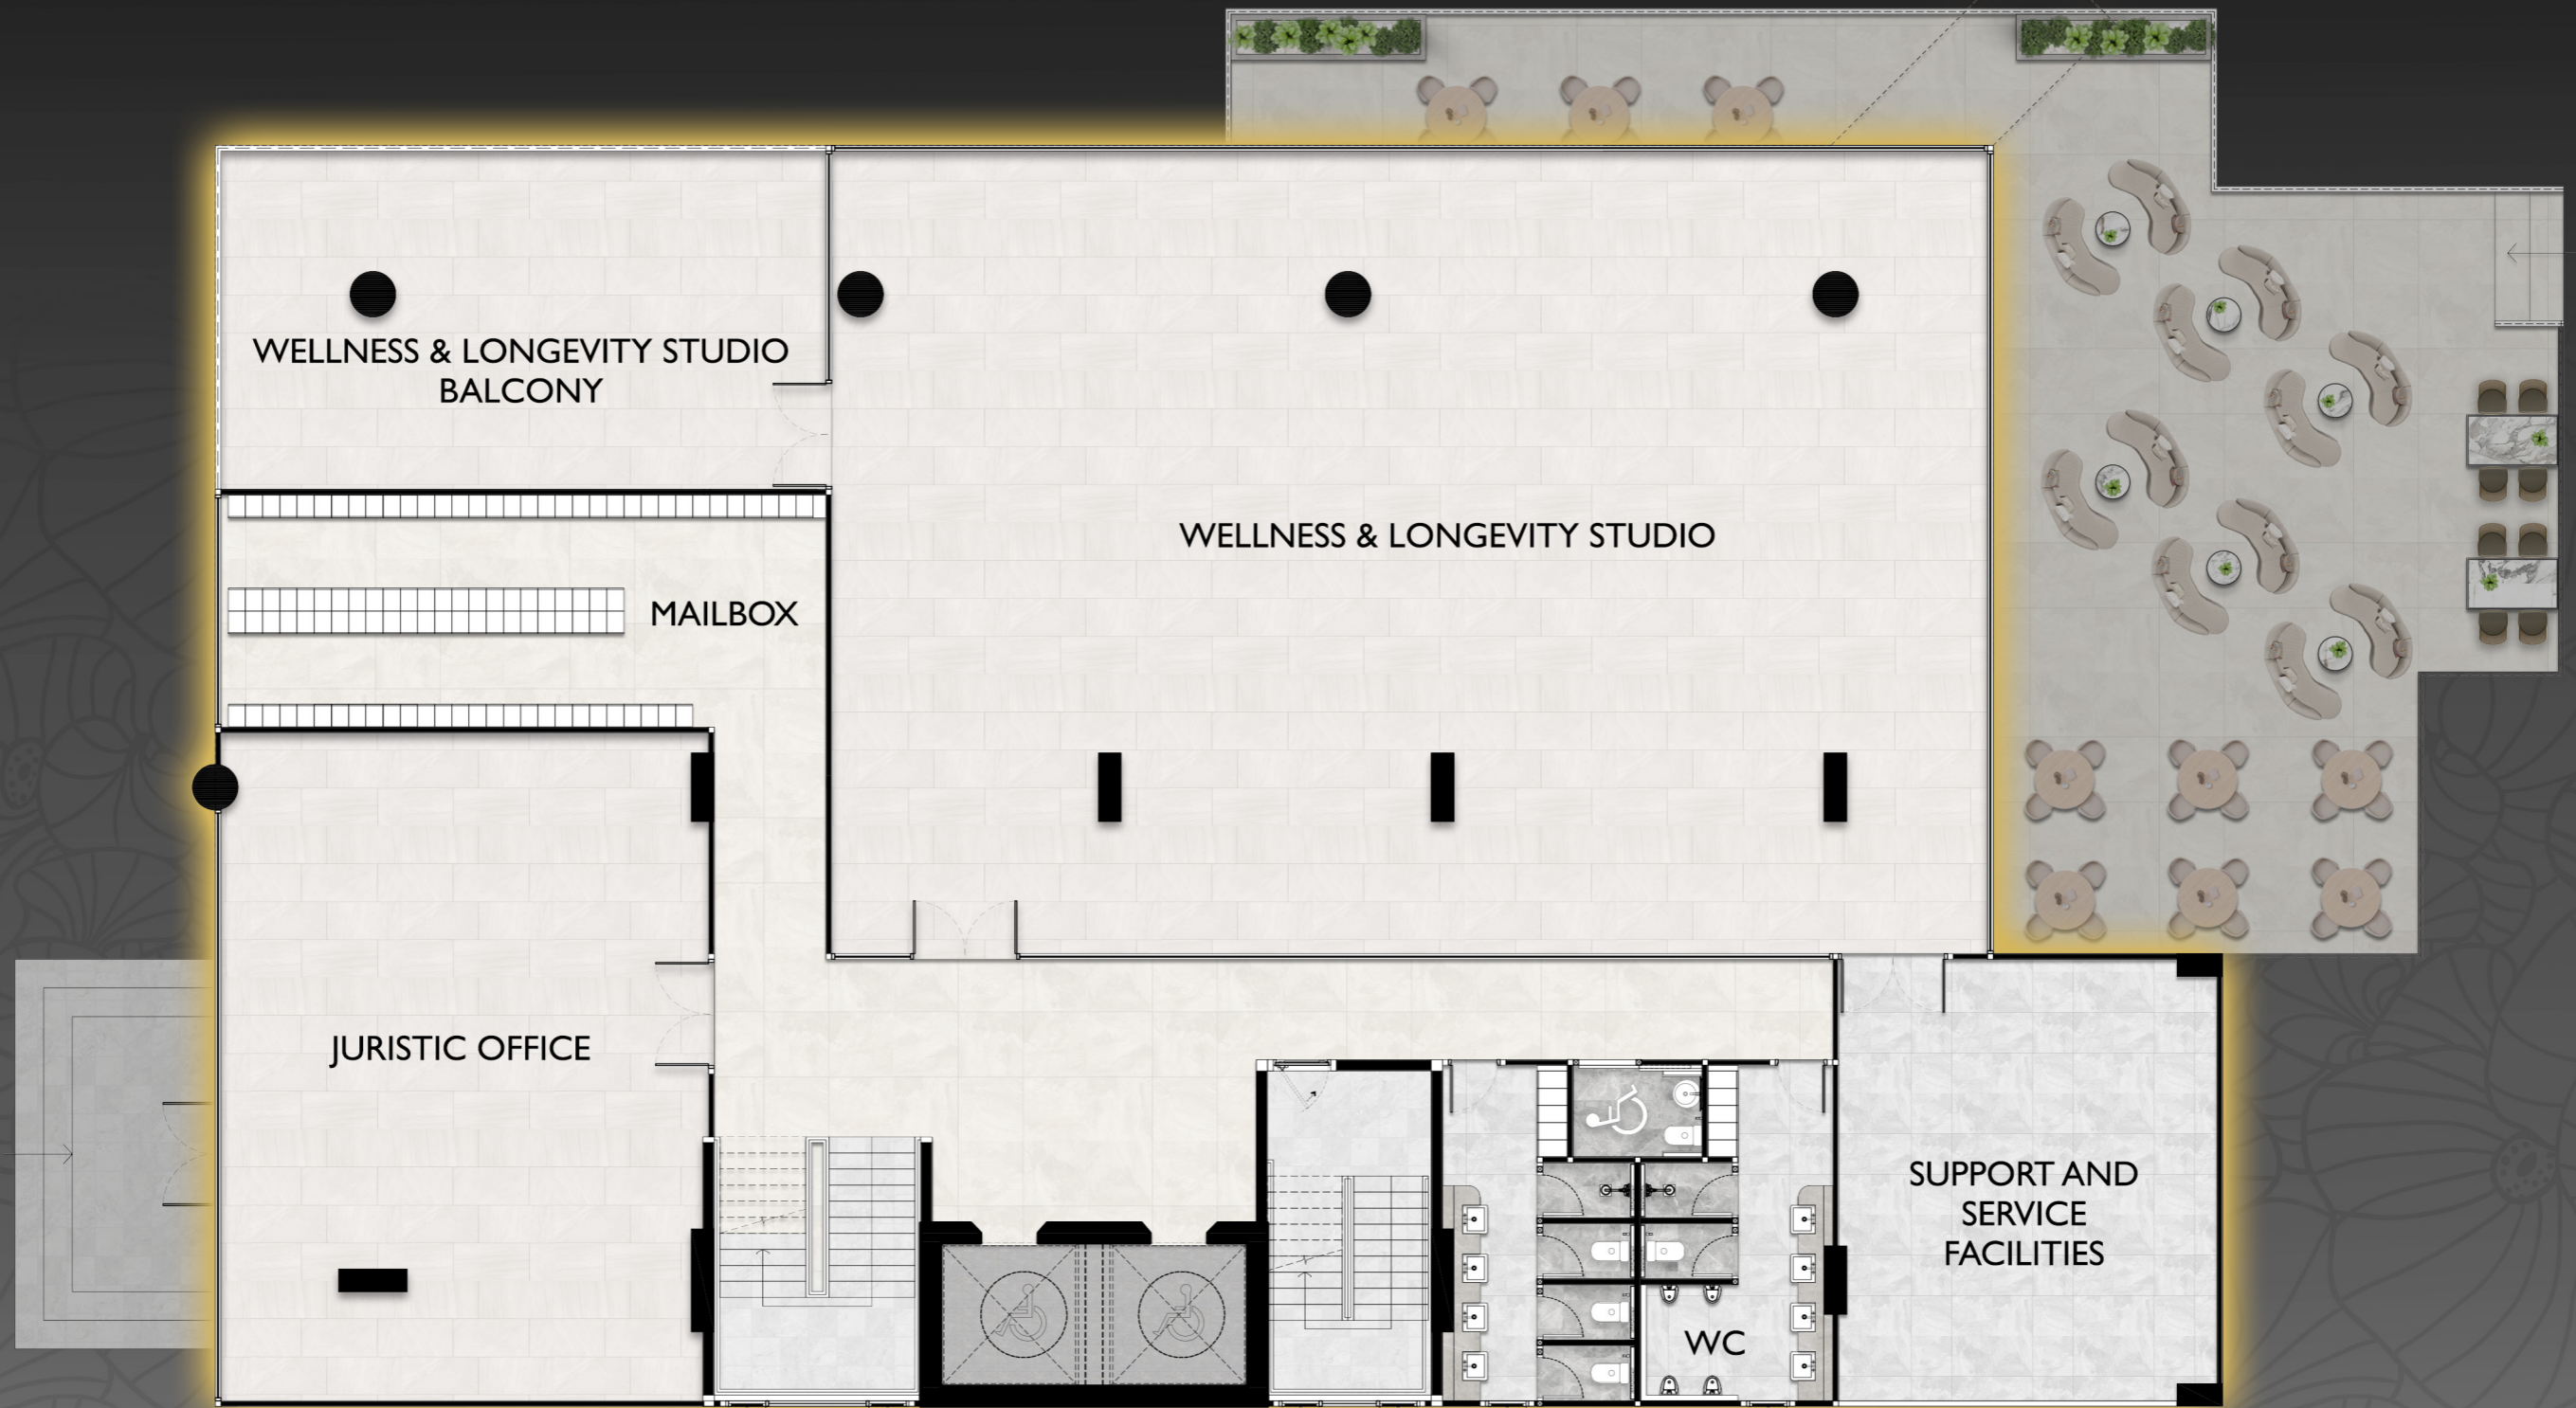 WELLNESS & LONGEVITY STUDIO
BALCONY
WELLNESS & LONGEVITY STUDIO
MAILBOX
JURISTIC OFFICE
SUPPORT AND
SERVICE
FACILITIES
WC